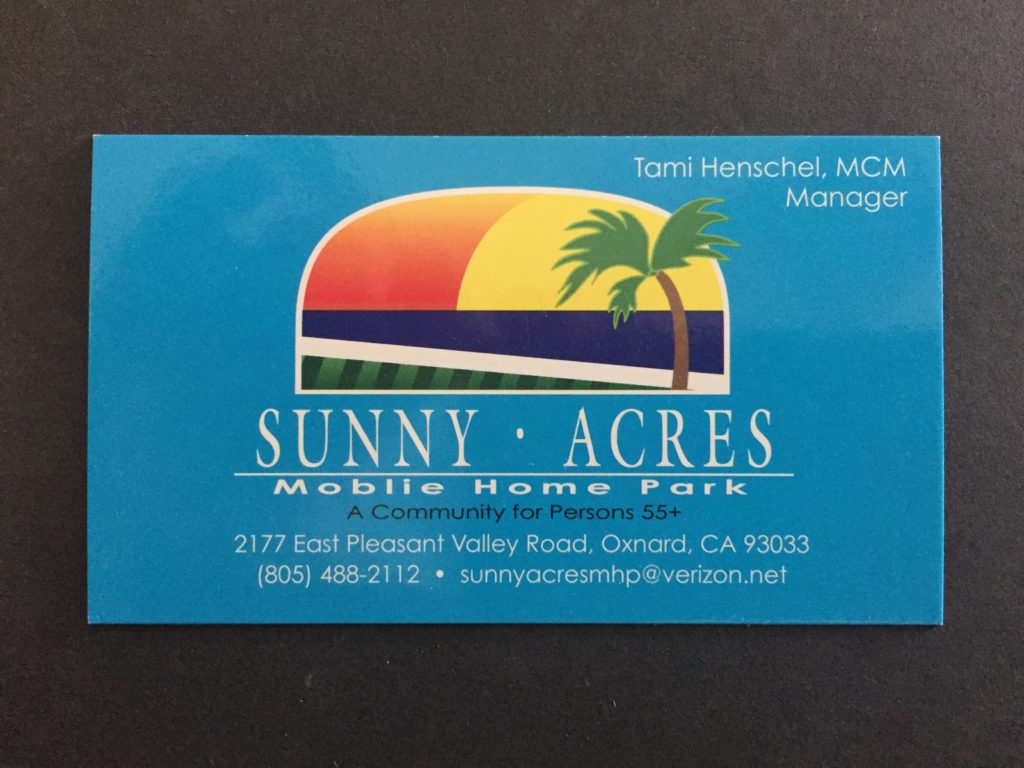 Tami Henschel, MCM
Manager
SUNNY · ACRES
Moblie Home Park
A Community for Persons 55+
2177 East Pleasant Valley Road, Oxnard, CA 93033
(805) 488-2112 • sunnyacresmhp@verizon.net